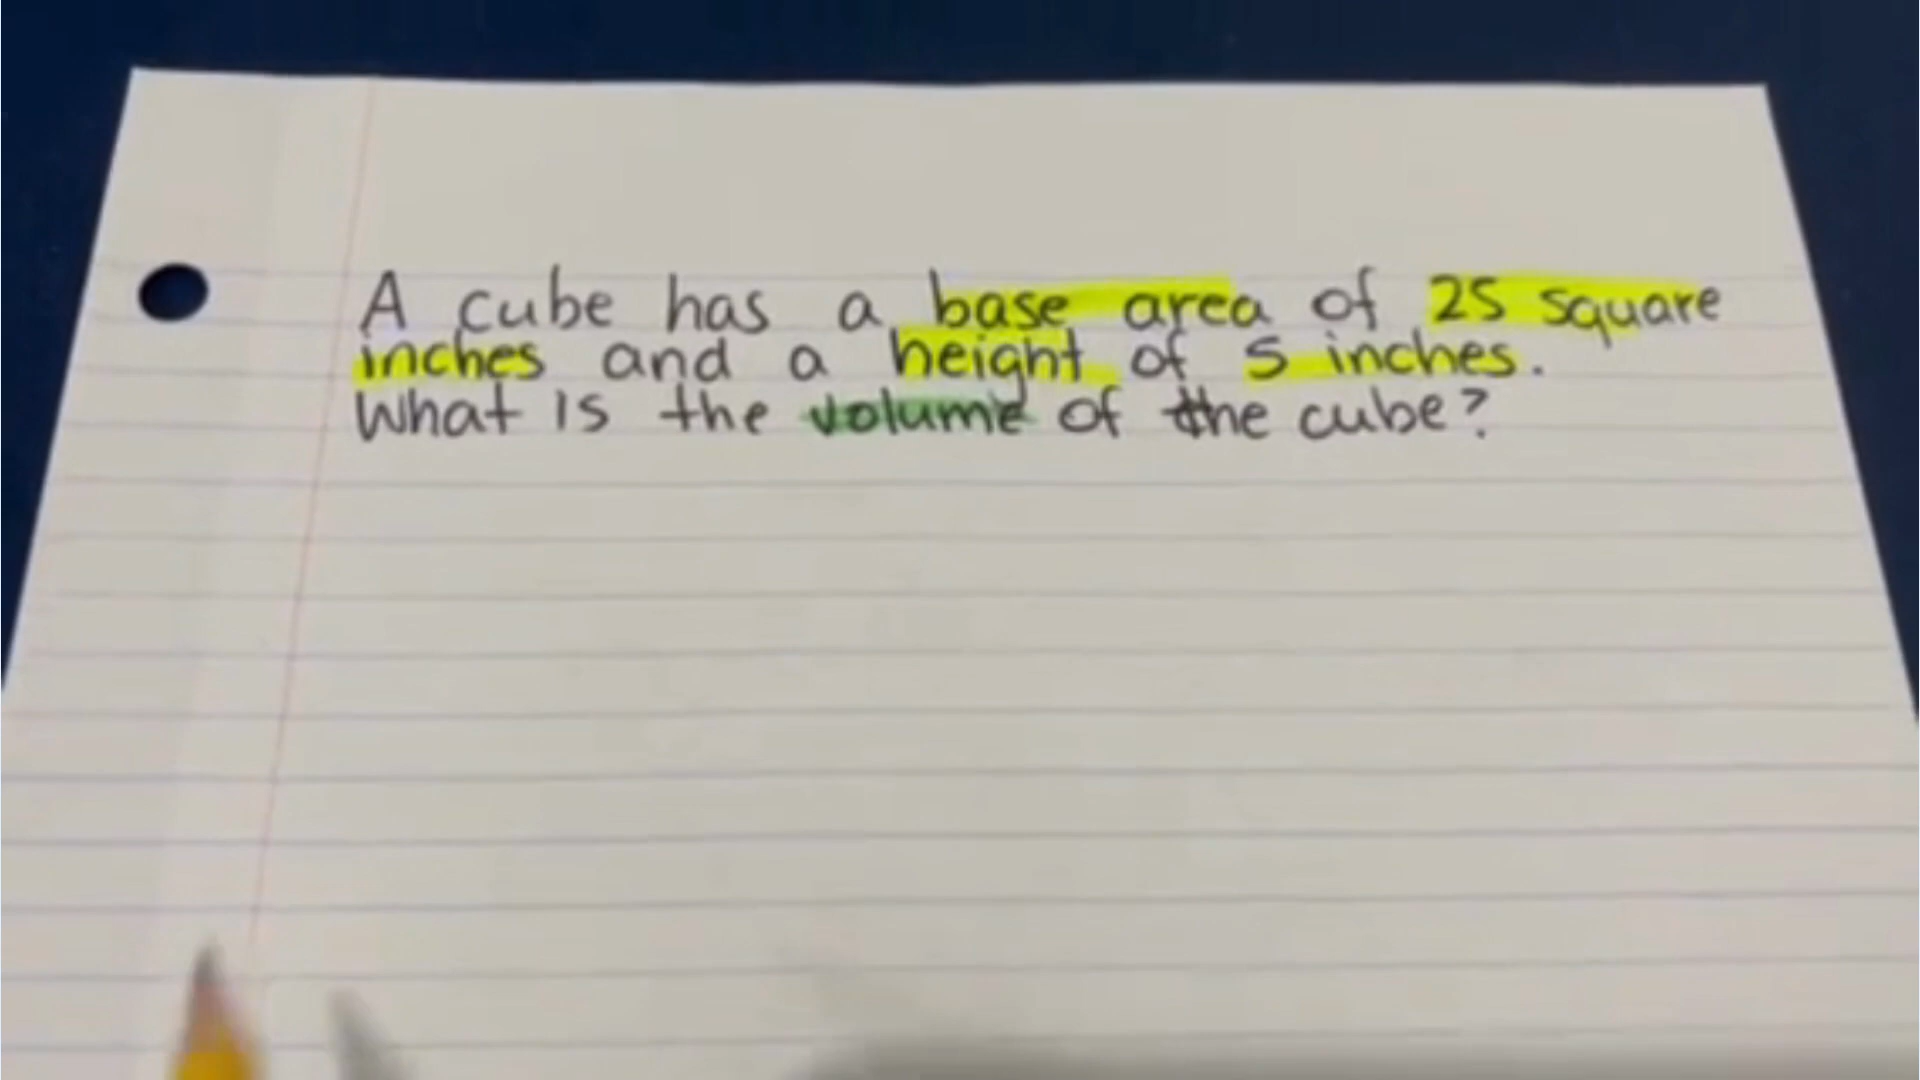 A cube has a base area of 25 square
inches and a height of 5 inches.
What is the volume of the cube?